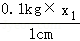 0.1kg × x₁
1cm